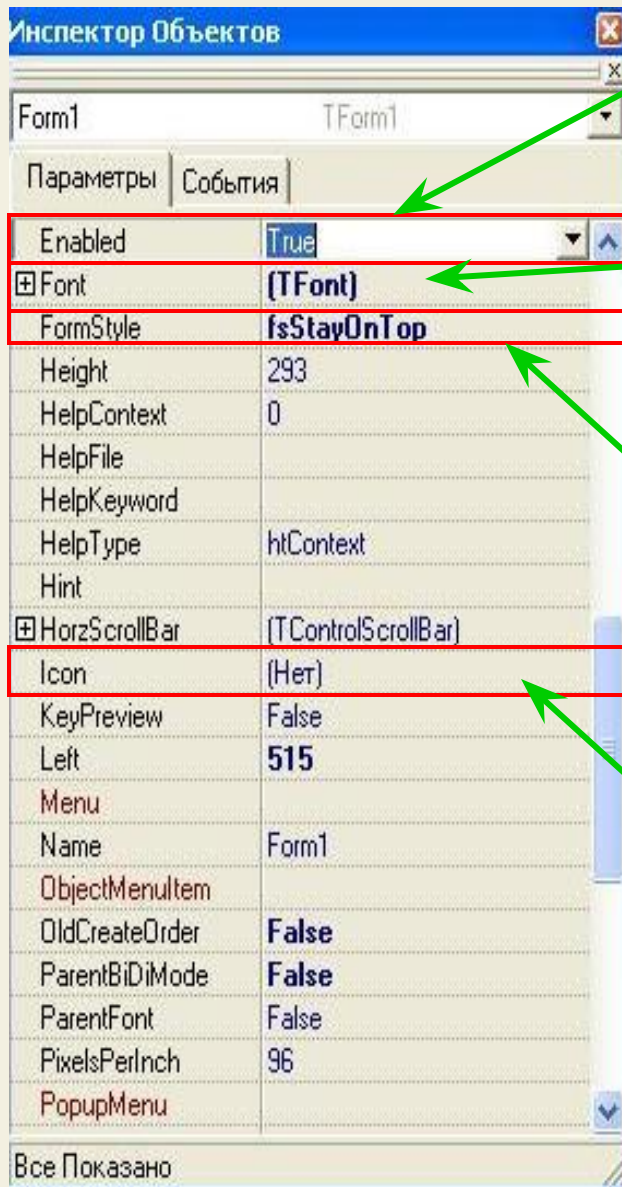 Инспектор Объектов
Form1 TForm1
Параметры События
Enabled True
Font (TFont)
FormStyle fsStayOnTop
Height 293
HelpContext 0
HelpFile
HelpKeyword
HelpType htContext
Hint
HorzScrollBar (TControlScrollBar)
Icon (Нет)
KeyPreview False
Left 515
Menu
Name Form1
ObjectMenuItem
OldCreateOrder False
ParentBiDiMode False
ParentFont False
PixelsPerInch 96
PopupMenu
Все Показано